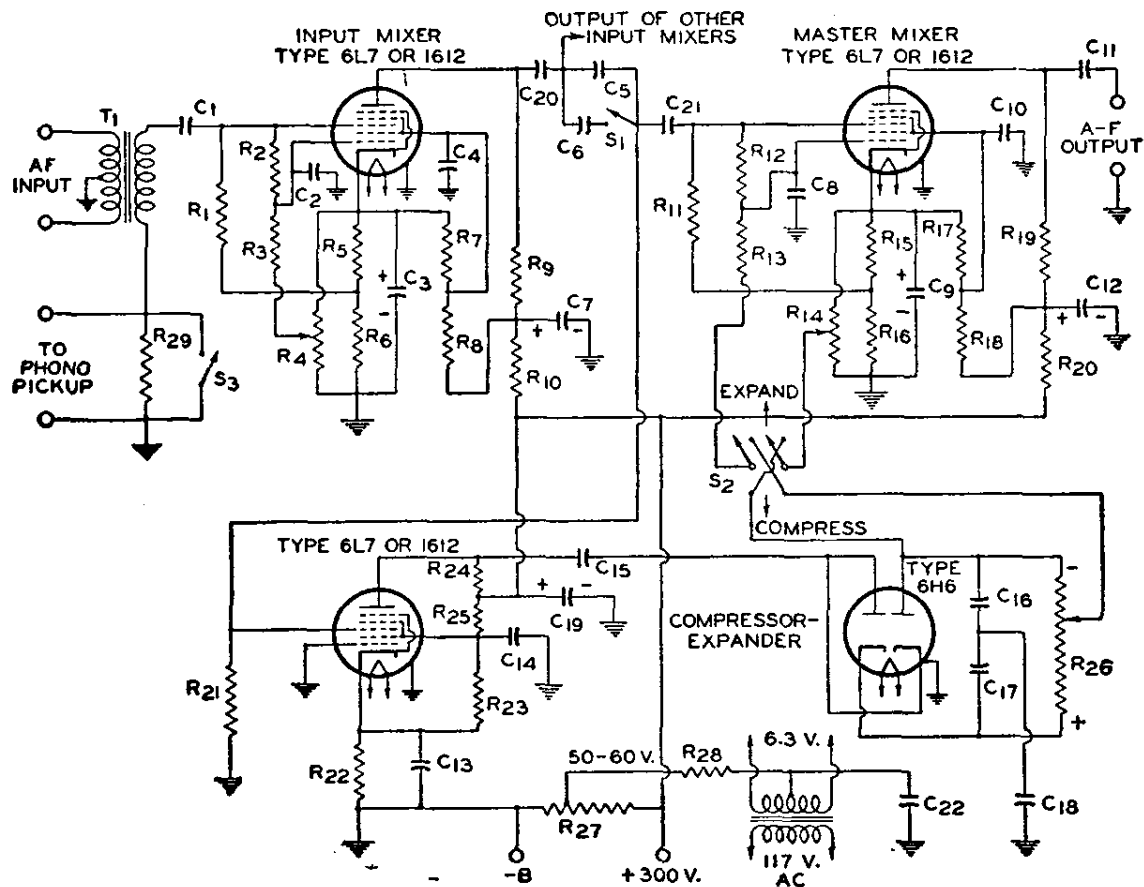 INPUT MIXER
TYPE 6L7 OR 1612
OUTPUT OF OTHER
INPUT MIXERS
MASTER MIXER
TYPE 6L7 OR 1612
T1
C1
AF
INPUT
R1
R2
C2
R3
C4
R5
R7
C3
+
-
R4
R6
R8
C20
C5
C6
S1
C21
R9
C7
+
-
R10
R12
C8
R11
R13
C10
C11
A-F
OUTPUT
R15
R17
R19
+
C9
-
R14
R16
R18
C12
+
-
R20
TO
PHONO
PICKUP
R29
S3
EXPAND
S2
COMPRESS
TYPE 6L7 OR 1612
R24
C15
R25
+
-
C19
C14
R21
R23
R22
C13
COMPRESSOR-
EXPANDER
TYPE
6H6
C16
-
C17
R26
+
50-60 V.
R28
6.3 V.
R27
C22
C18
-B
+300 V.
117 V.
AC